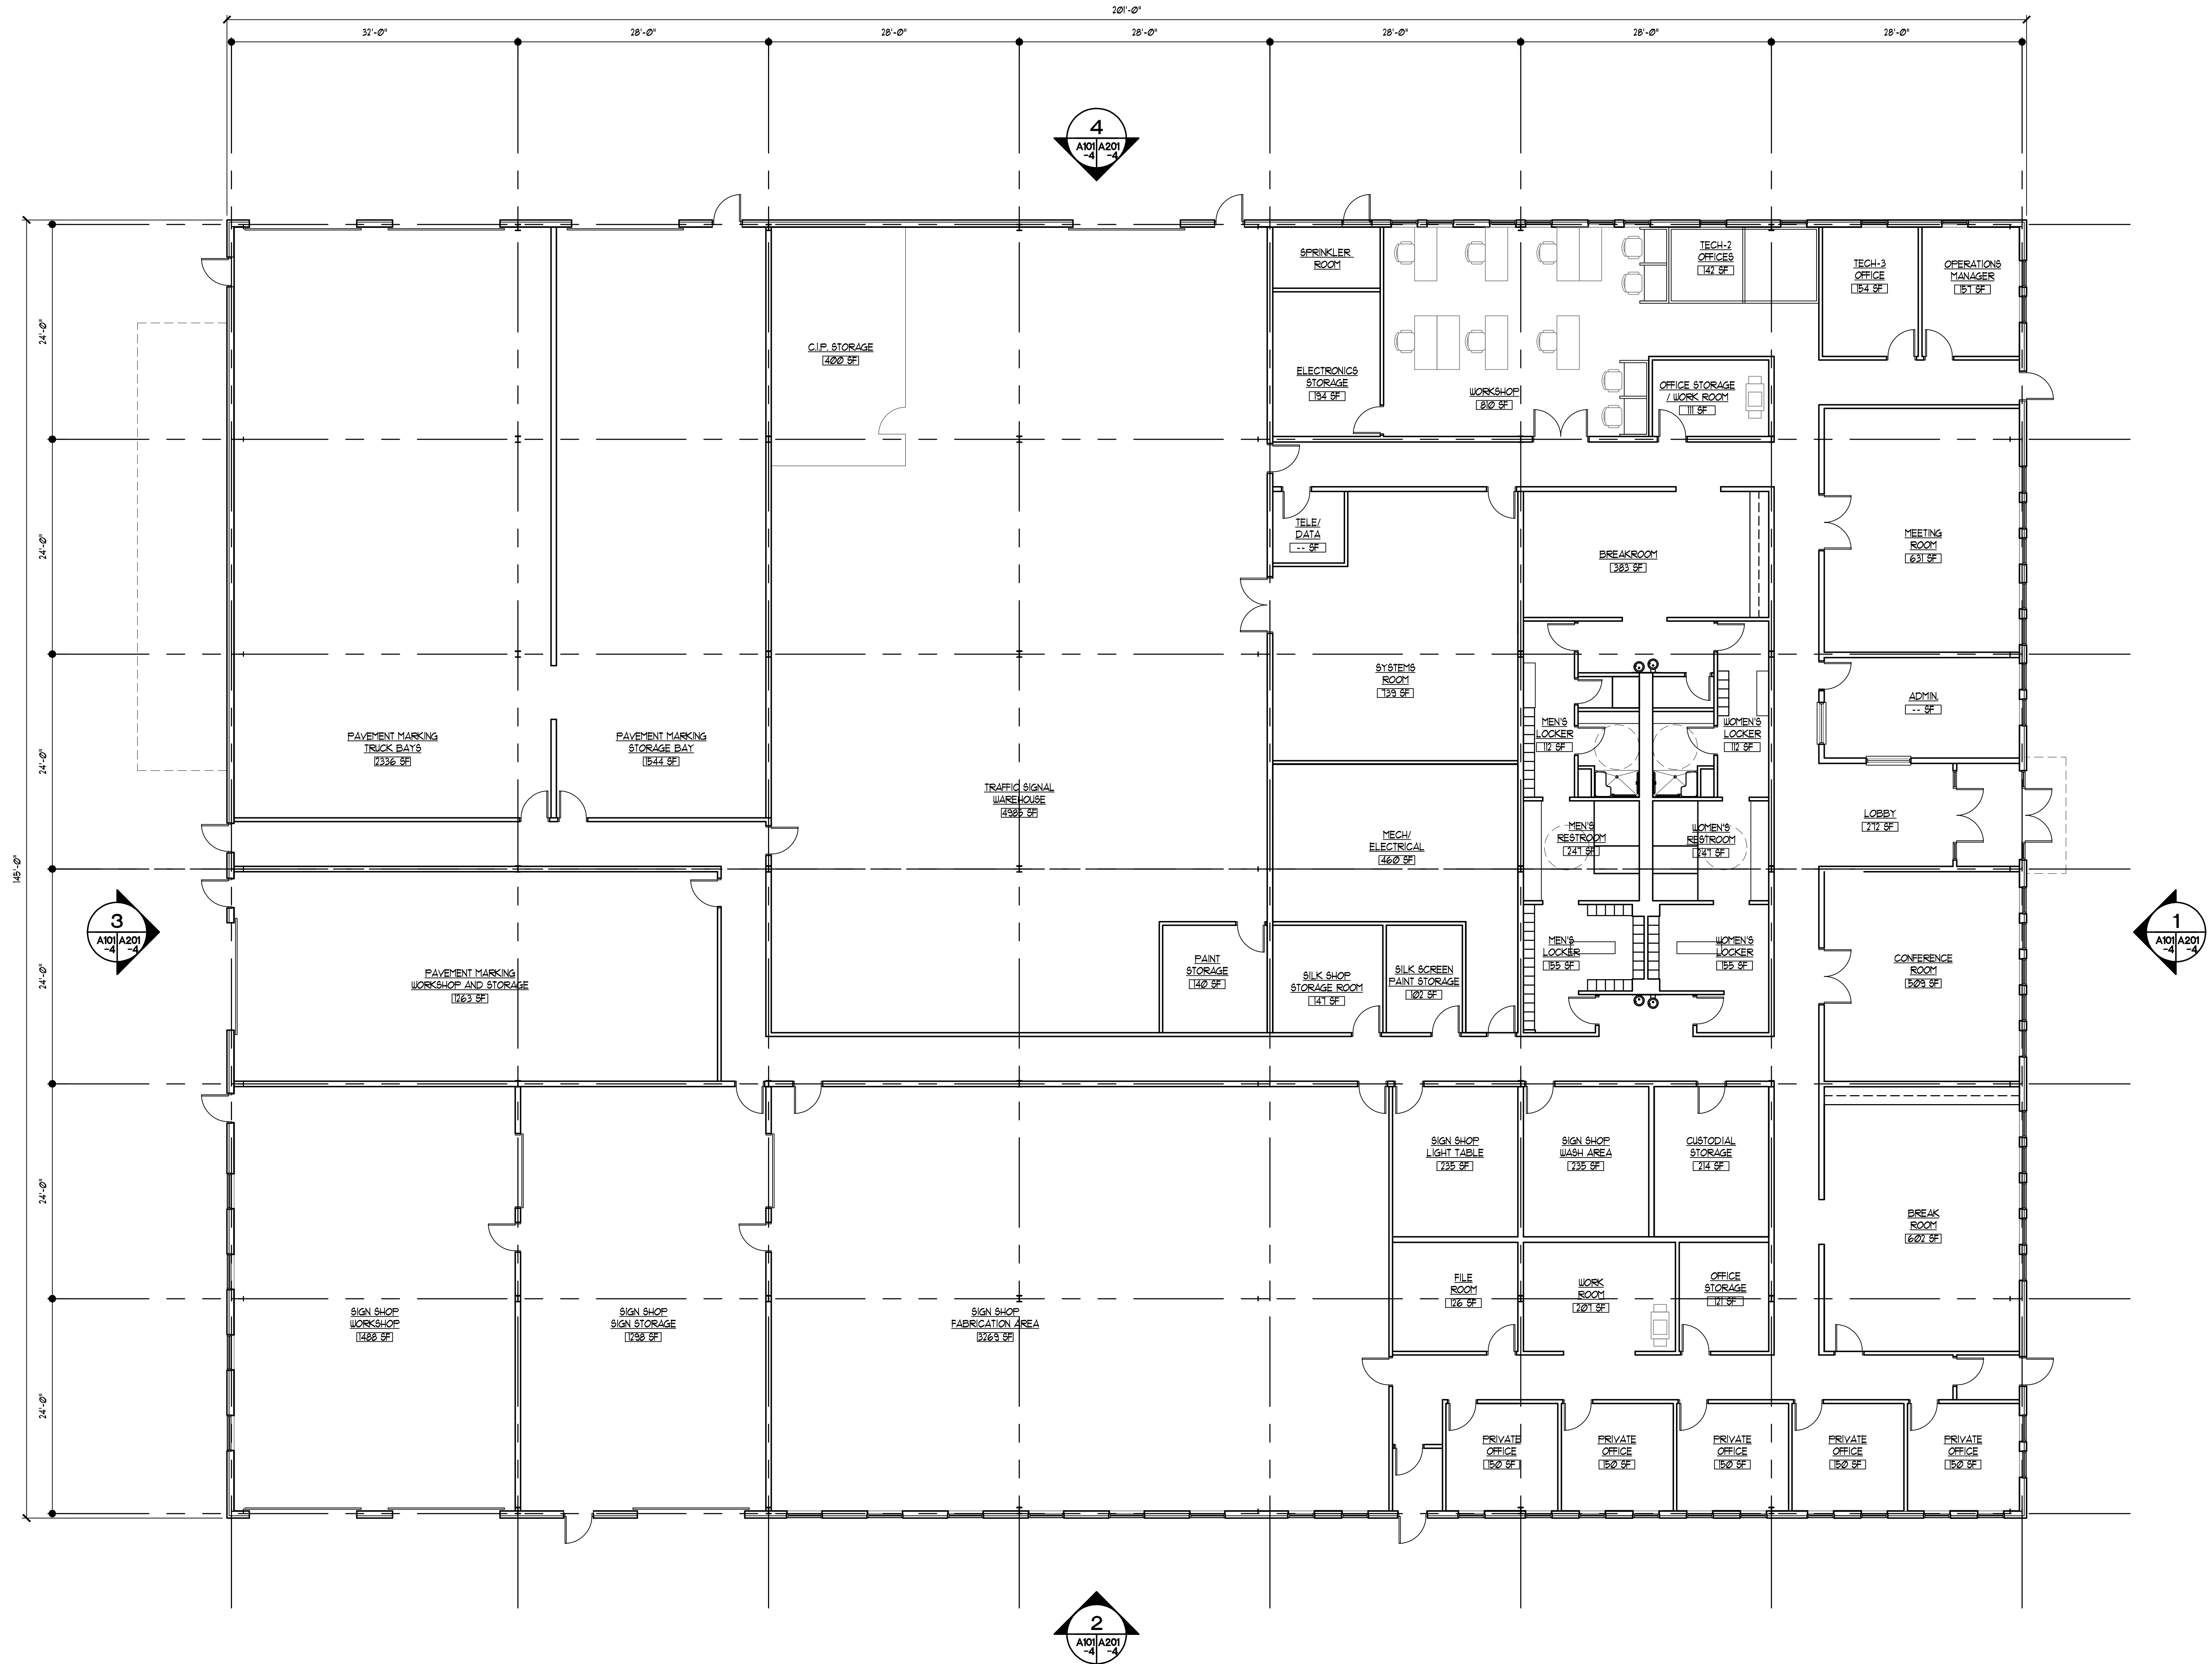 201'-0"
32'-0"
28'-0"
28'-0"
28'-0"
28'-0"
28'-0"
28'-0"
4
A101 A201
-4 -4
145'-0"
24'-0"
24'-0"
24'-0"
24'-0"
24'-0"
24'-0"
C.I.P. STORAGE
400 SF
SPRINKLER
ROOM
ELECTRONICS
STORAGE
194 SF
WORKSHOP
810 SF
TECH-2
OFFICES
142 SF
TECH-3
OFFICE
154 SF
OPERATIONS
MANAGER
157 SF
OFFICE STORAGE
/ WORK ROOM
111 SF
TELE/
DATA
-- SF
BREAKROOM
383 SF
MEETING
ROOM
631 SF
SYSTEMS
ROOM
739 SF
ADMIN.
-- SF
PAVEMENT MARKING
TRUCK BAYS
2336 SF
PAVEMENT MARKING
STORAGE BAY
1544 SF
TRAFFIC SIGNAL
WAREHOUSE
MEN'S
LOCKER
112 SF
WOMEN'S
LOCKER
112 SF
LOBBY
272 SF
MECH/
ELECTRICAL
460 SF
MEN'S
RESTROOM
247 SF
WOMEN'S
RESTROOM
247 SF
3
A101 A201
-4 -4
1
A101 A201
-4 -4
PAVEMENT MARKING
WORKSHOP AND STORAGE
1263 SF
PAINT
STORAGE
140 SF
SILK SHOP
STORAGE ROOM
147 SF
SILK SCREEN
PAINT STORAGE
102 SF
MEN'S
LOCKER
155 SF
WOMEN'S
LOCKER
155 SF
CONFERENCE
ROOM
509 SF
SIGN SHOP
LIGHT TABLE
235 SF
SIGN SHOP
WASH AREA
235 SF
CUSTODIAL
STORAGE
214 SF
BREAK
ROOM
602 SF
SIGN SHOP
WORKSHOP
1488 SF
SIGN SHOP
SIGN STORAGE
1298 SF
SIGN SHOP
FABRICATION AREA
3269 SF
FILE
ROOM
126 SF
WORK
ROOM
207 SF
OFFICE
STORAGE
121 SF
PRIVATE
OFFICE
150 SF
PRIVATE
OFFICE
150 SF
PRIVATE
OFFICE
150 SF
PRIVATE
OFFICE
150 SF
PRIVATE
OFFICE
150 SF
2
A101 A201
-4 -4